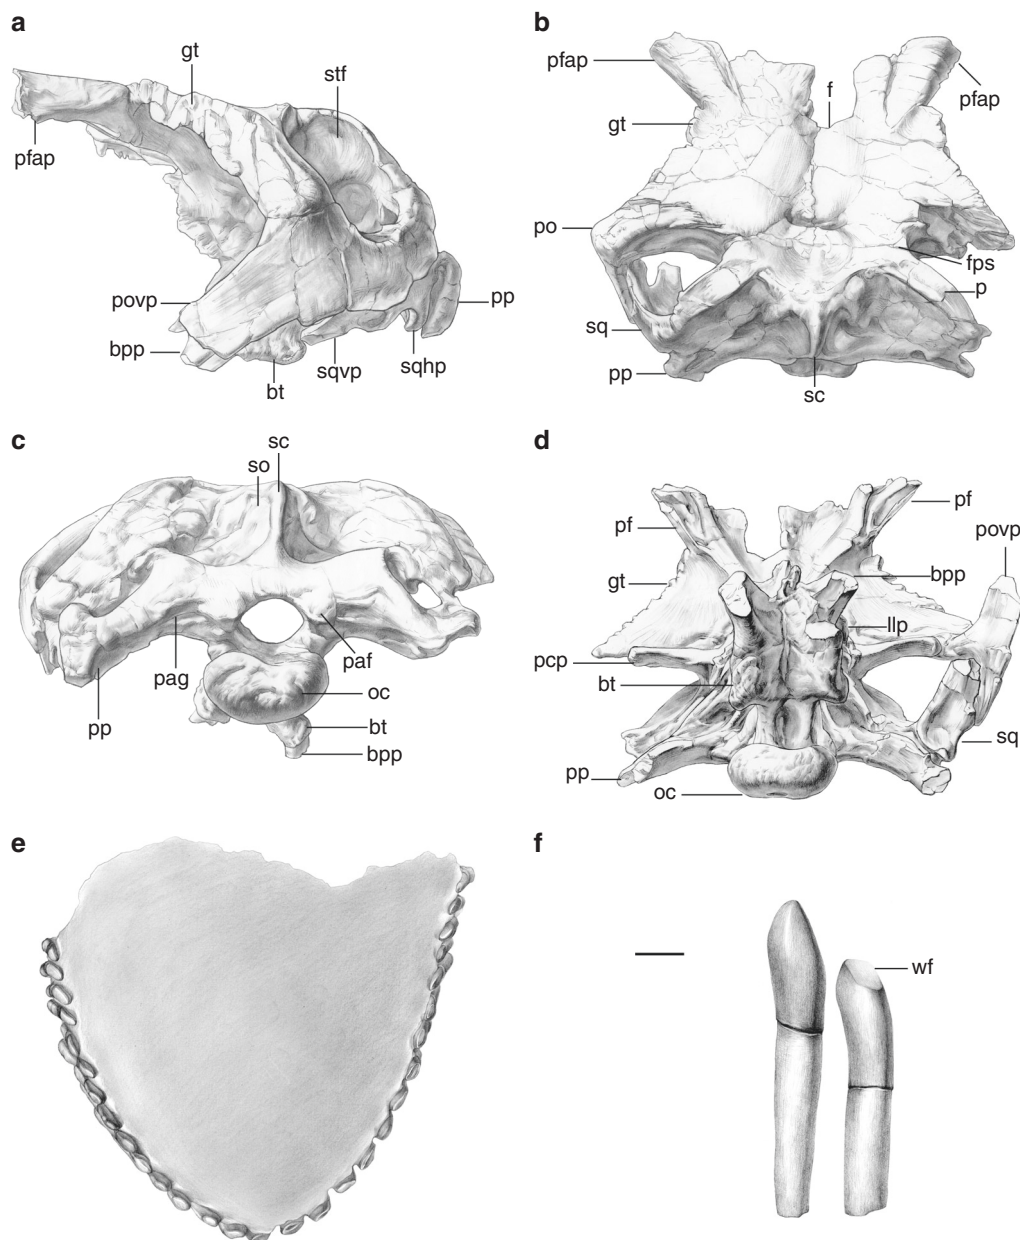 a
gt
stf
pfap
povp
bpp
bt
sqvp
sqhp
pp
b
pfap
f
pfap
gt
po
fps
p
sq
pp
sc
c
sc
so
pag
paf
pp
oc
bt
bpp
d
pf
pf
povp
gt
bpp
llp
pcp
bt
sq
pp
oc
e
f
wf